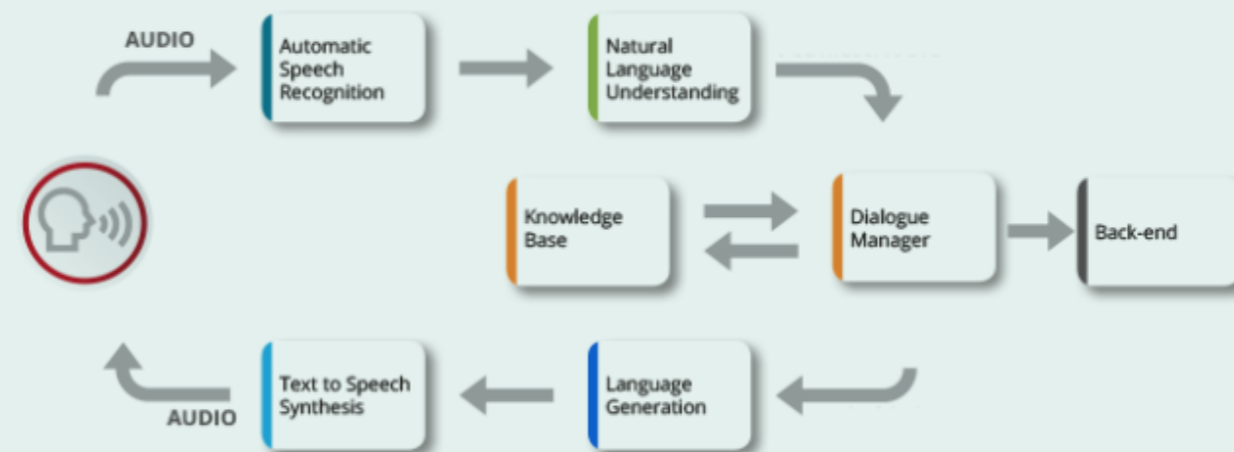 AUDIO
Automatic
Speech
Recognition
Natural
Language
Understanding
Knowledge
Base
Dialogue
Manager
Back-end
Text to Speech
Synthesis
Language
Generation
AUDIO